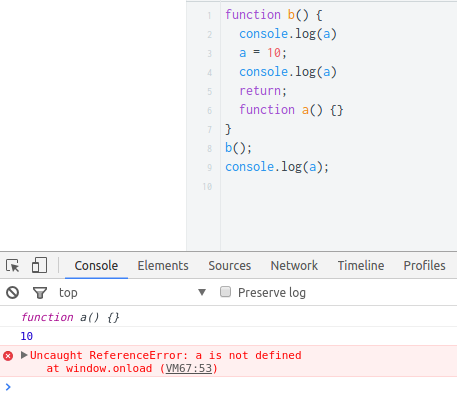 1 function b() {
2 console.log(a)
3 a = 10;
4 console.log(a)
5 return;
6 function a() {}
7 }
8 b();
9 console.log(a);
10
Console Elements Sources Network Timeline Profiles
top Preserve log
function a() {}
10
Uncaught ReferenceError: a is not defined
at window.onload (VM67:53)